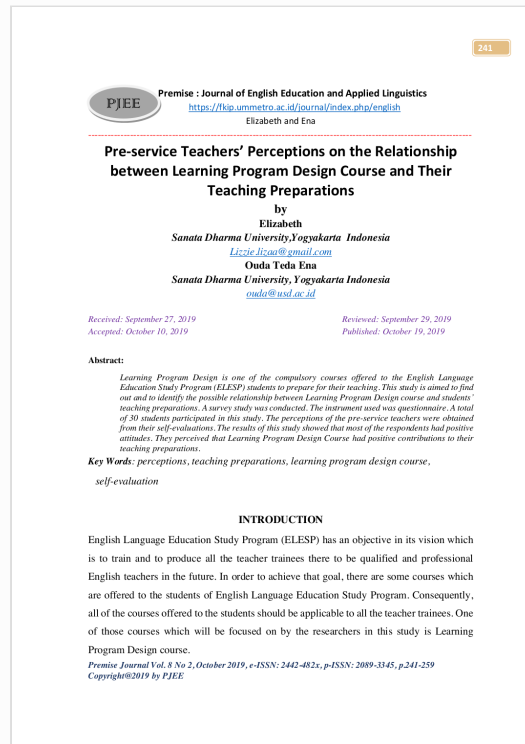 241
PJEE
Premise : Journal of English Education and Applied Linguistics
https://fkip.ummetro.ac.id/journal/index.php/english
Elizabeth and Ena
Pre-service Teachers' Perceptions on the Relationship
between Learning Program Design Course and Their
Teaching Preparations
by
Elizabeth
Sanata Dharma University,Yogyakarta Indonesia
Lizzie.lizaa@gmail.com
Ouda Teda Ena
Sanata Dharma University, Yogyakarta Indonesia
ouda@usd.ac.id
Received: September 27, 2019 Reviewed: September 29, 2019
Accepted: October 10, 2019 Published: October 19, 2019
Abstract:
Learning Program Design is one of the compulsory courses offered to the English Language
Education Study Program (ELESP) students to prepare for their teaching. This study is aimed to find
out and to identify the possible relationship between Learning Program Design course and students'
teaching preparations. A survey study was conducted. The instrument used was questionnaire. A total
of 30 students participated in this study. The perceptions of the pre-service teachers were obtained
from their self-evaluations. The results of this study showed that most of the respondents had positive
attitudes. They perceived that Learning Program Design Course had positive contributions to their
teaching preparations.
Key Words: perceptions, teaching preparations, learning program design course,
self-evaluation
INTRODUCTION
English Language Education Study Program (ELESP) has an objective in its vision which
is to train and to produce all the teacher trainees there to be qualified and professional
English teachers in the future. In order to achieve that goal, there are some courses which
are offered to the students of English Language Education Study Program. Consequently,
all of the courses offered to the students should be applicable to all the teacher trainees. One
of those courses which will be focused on by the researchers in this study is Learning
Program Design course.
Premise Journal Vol. 8 No 2, October 2019, e-ISSN: 2442-482x, p-ISSN: 2089-3345, p.241-259
Copyright@2019 by PJEE